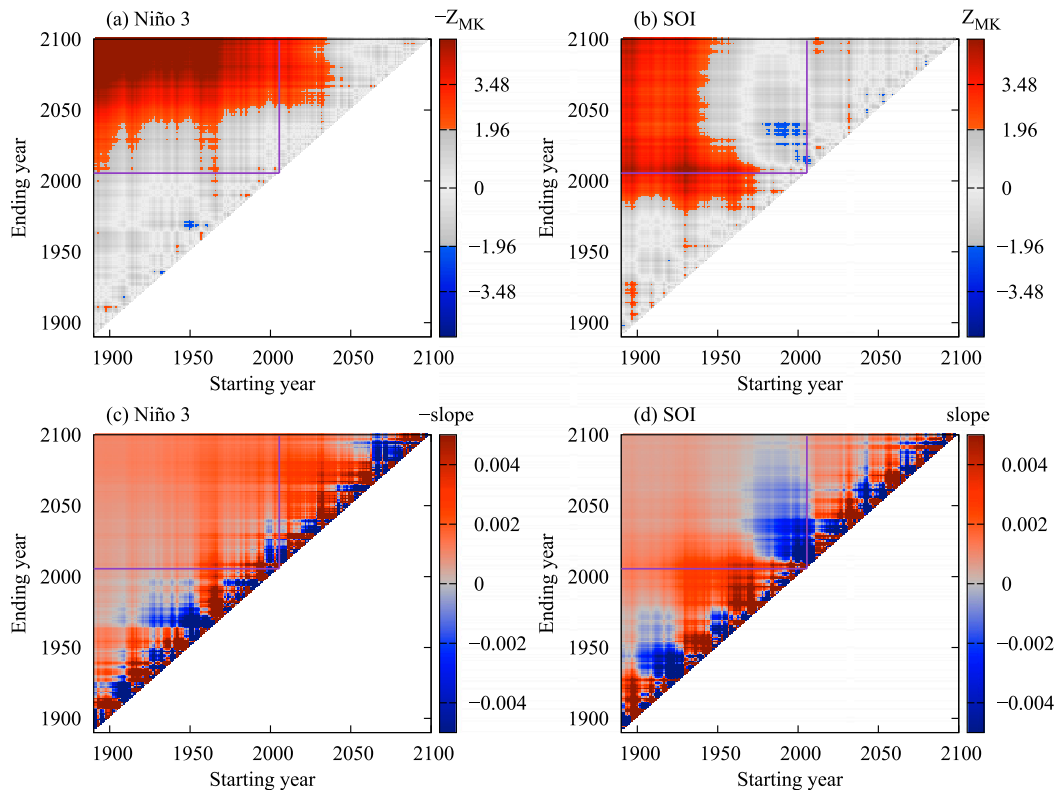 (a) Niño 3
−Z_MK
2100
2050
2000
1950
1900
Ending year
1900 1950 2000 2050 2100
Starting year
3.48
1.96
0
−1.96
−3.48
(b) SOI
Z_MK
2100
2050
2000
1950
1900
Ending year
1900 1950 2000 2050 2100
Starting year
3.48
1.96
0
−1.96
−3.48
(c) Niño 3
−slope
2100
2050
2000
1950
1900
Ending year
1900 1950 2000 2050 2100
Starting year
0.004
0.002
0
−0.002
−0.004
(d) SOI
slope
2100
2050
2000
1950
1900
Ending year
1900 1950 2000 2050 2100
Starting year
0.004
0.002
0
−0.002
−0.004